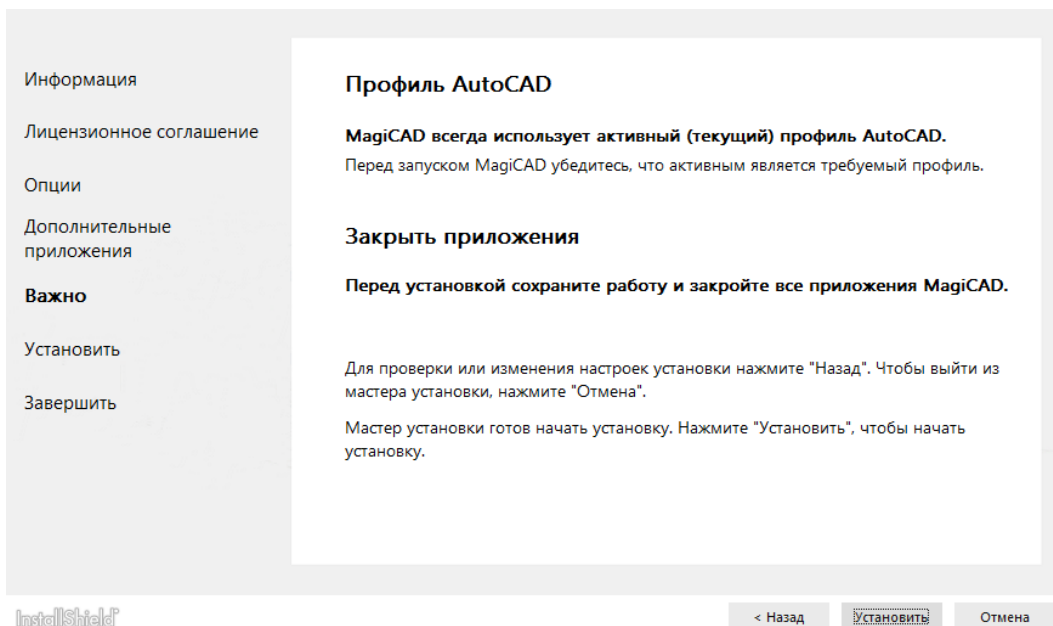 Информация
Лицензионное соглашение
Опции
Дополнительные
приложения
Важно
Установить
Завершить
Профиль AutoCAD
MagiCAD всегда использует активный (текущий) профиль AutoCAD.
Перед запуском MagiCAD убедитесь, что активным является требуемый профиль.
Закрыть приложения
Перед установкой сохраните работу и закройте все приложения MagiCAD.
Для проверки или изменения настроек установки нажмите "Назад". Чтобы выйти из
мастера установки, нажмите "Отмена".
Мастер установки готов начать установку. Нажмите "Установить", чтобы начать
установку.
InstallShield
< Назад
Установить
Отмена